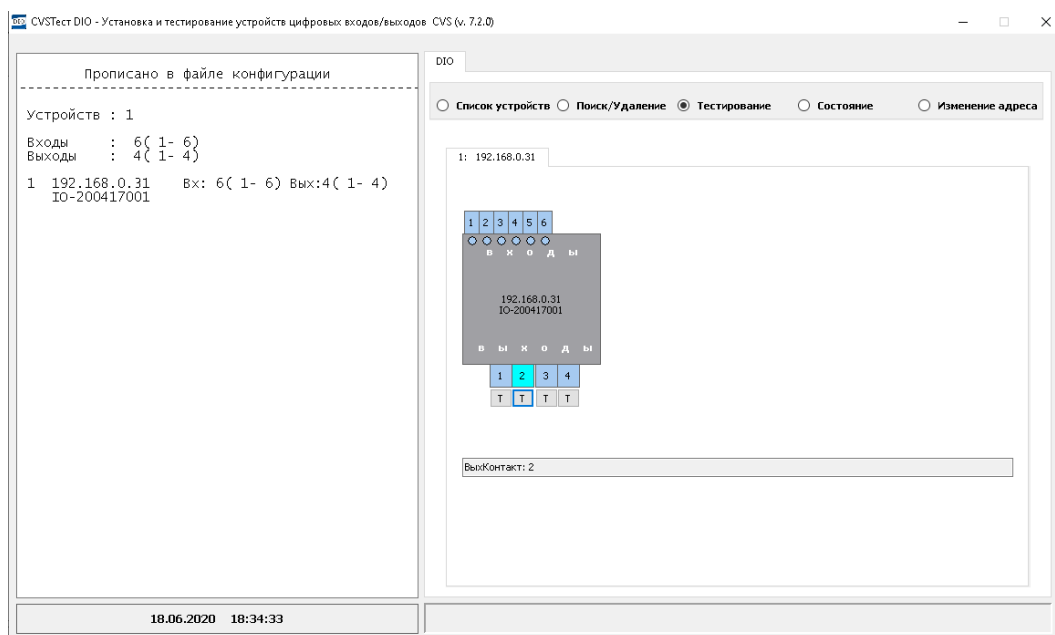 DIO CVSТест DIO - Установка и тестирование устройств цифровых входов/выходов CVS (v. 7.2.0)
Прописано в файле конфигурации
Устройств : 1
Входы : 6( 1- 6)
Выходы : 4( 1- 4)
1 192.168.0.31 Вх: 6( 1- 6) Вых:4( 1- 4)
IO-200417001
18.06.2020 18:34:33
DIO
Список устройств Поиск/Удаление Тестирование Состояние Изменение адреса
1: 192.168.0.31
1 2 3 4 5 6
в х о д ы
192.168.0.31
IO-200417001
в ы х о д ы
1 2 3 4
T T T T
ВыхКонтакт: 2